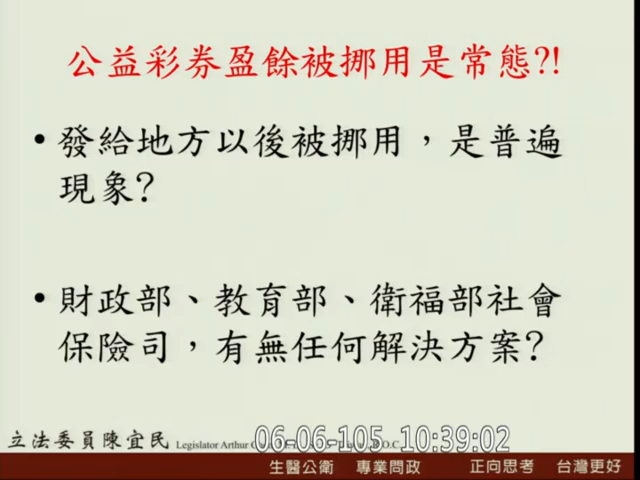 公益彩券盈餘被挪用是常態?!
• 發給地方以後被挪用，是普遍
現象?
• 財政部、教育部、衛福部社會
保險司，有無任何解決方案?
立法委員陳宜民 Legislator Arthur
06-06-105 10:39:02
生醫公衛 專業問政 正向思考 台灣更好